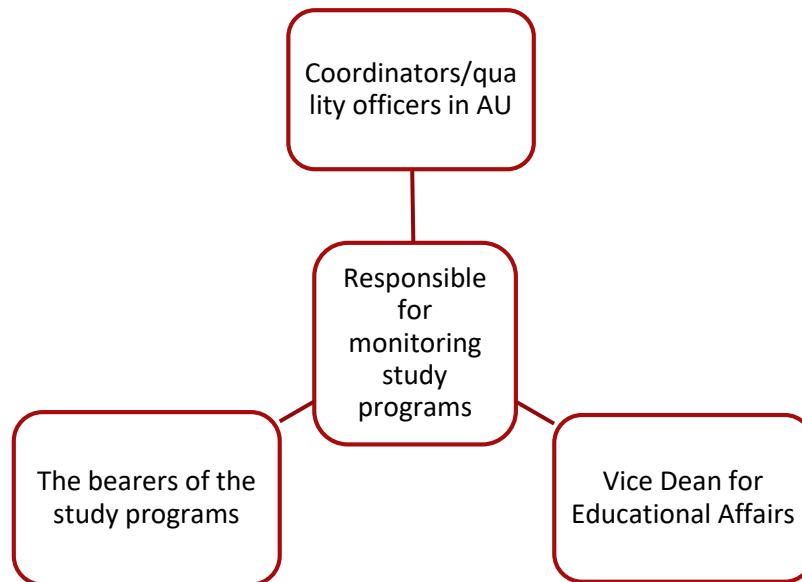 Coordinators/qua
lity officers in AU
Responsible
for
monitoring
study
programs
The bearers of the
study programs
Vice Dean for
Educational Affairs